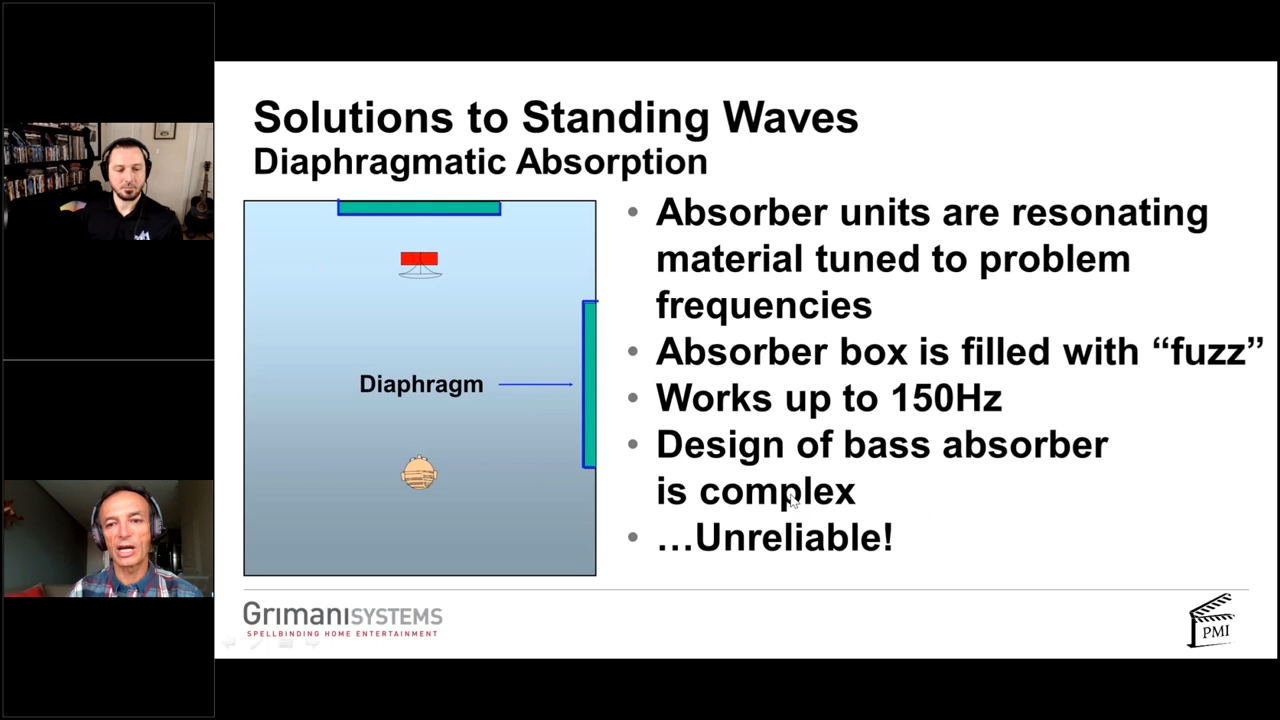 Solutions to Standing Waves
Diaphragmatic Absorption
Diaphragm
• Absorber units are resonating
material tuned to problem
frequencies
• Absorber box is filled with “fuzz”
• Works up to 150Hz
• Design of bass absorber
is complex
• …Unreliable!
GrimaniSYSTEMS
SPELLBINDING HOME ENTERTAINMENT
PMI